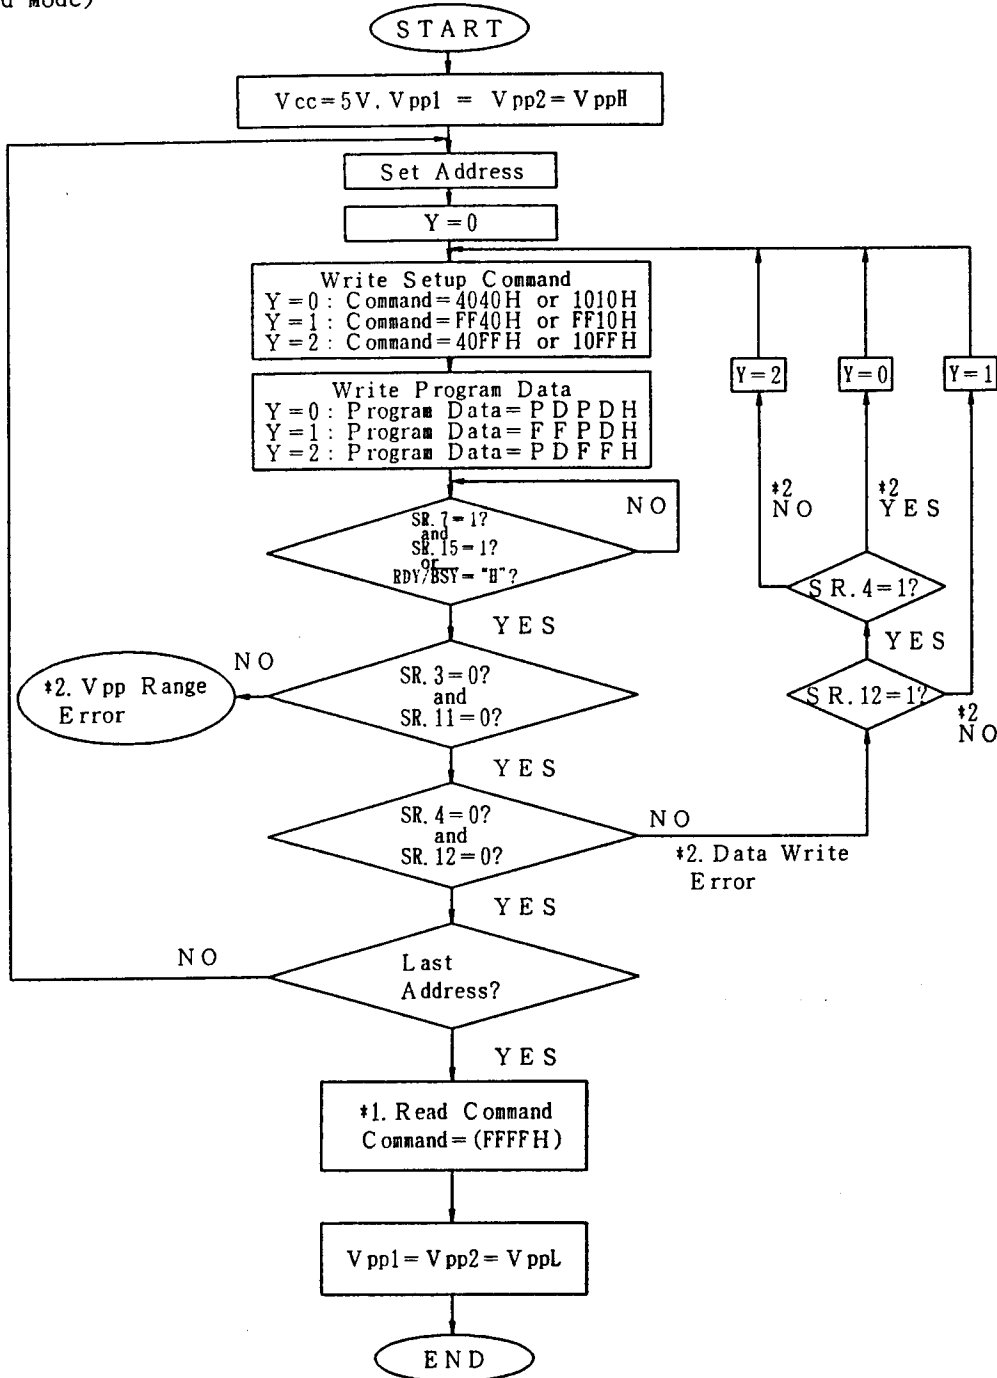 d Mode)
START
Vcc=5V. Vpp1 = Vpp2=VppH
Set Address
Y=0
Write Setup Command
Y=0: Command=4040H or 1010H
Y=1: Command=FF40H or FF10H
Y=2: Command=40FFH or 10FFH
Y=2
Y=0
Y=1
Write Program Data
Y=0: Program Data=PDPDH
Y=1: Program Data=FFPDH
Y=2: Program Data=PDFFH
NO
*2
NO
*2
YES
SR.7=1?
and
SR.15=1?
or
RDY/BSY="H"?
SR.4=1?
YES
YES
NO
*2. Vpp Range
Error
SR.3=0?
and
SR.11=0?
SR.12=1?
*2
NO
YES
SR.4=0?
and
SR.12=0?
NO
*2. Data Write
Error
YES
NO
Last
Address?
YES
*1. Read Command
Command=(FFFFH)
Vpp1=Vpp2=VppL
END